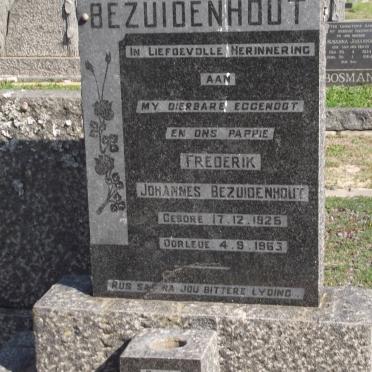 BEZUIDENHOUT
IN LIEFDEVOLLE HERINNERING
AAN
MY DIERBARE EGGENOOT
EN ONS PAPPIE
FREDERIK
JOHANNES BEZUIDENHOUT
GEBORE 17.12.1925
OORLEDE 4.9.1963
RUS SAF NA JOU BITTERE LYDING
BOSMAN